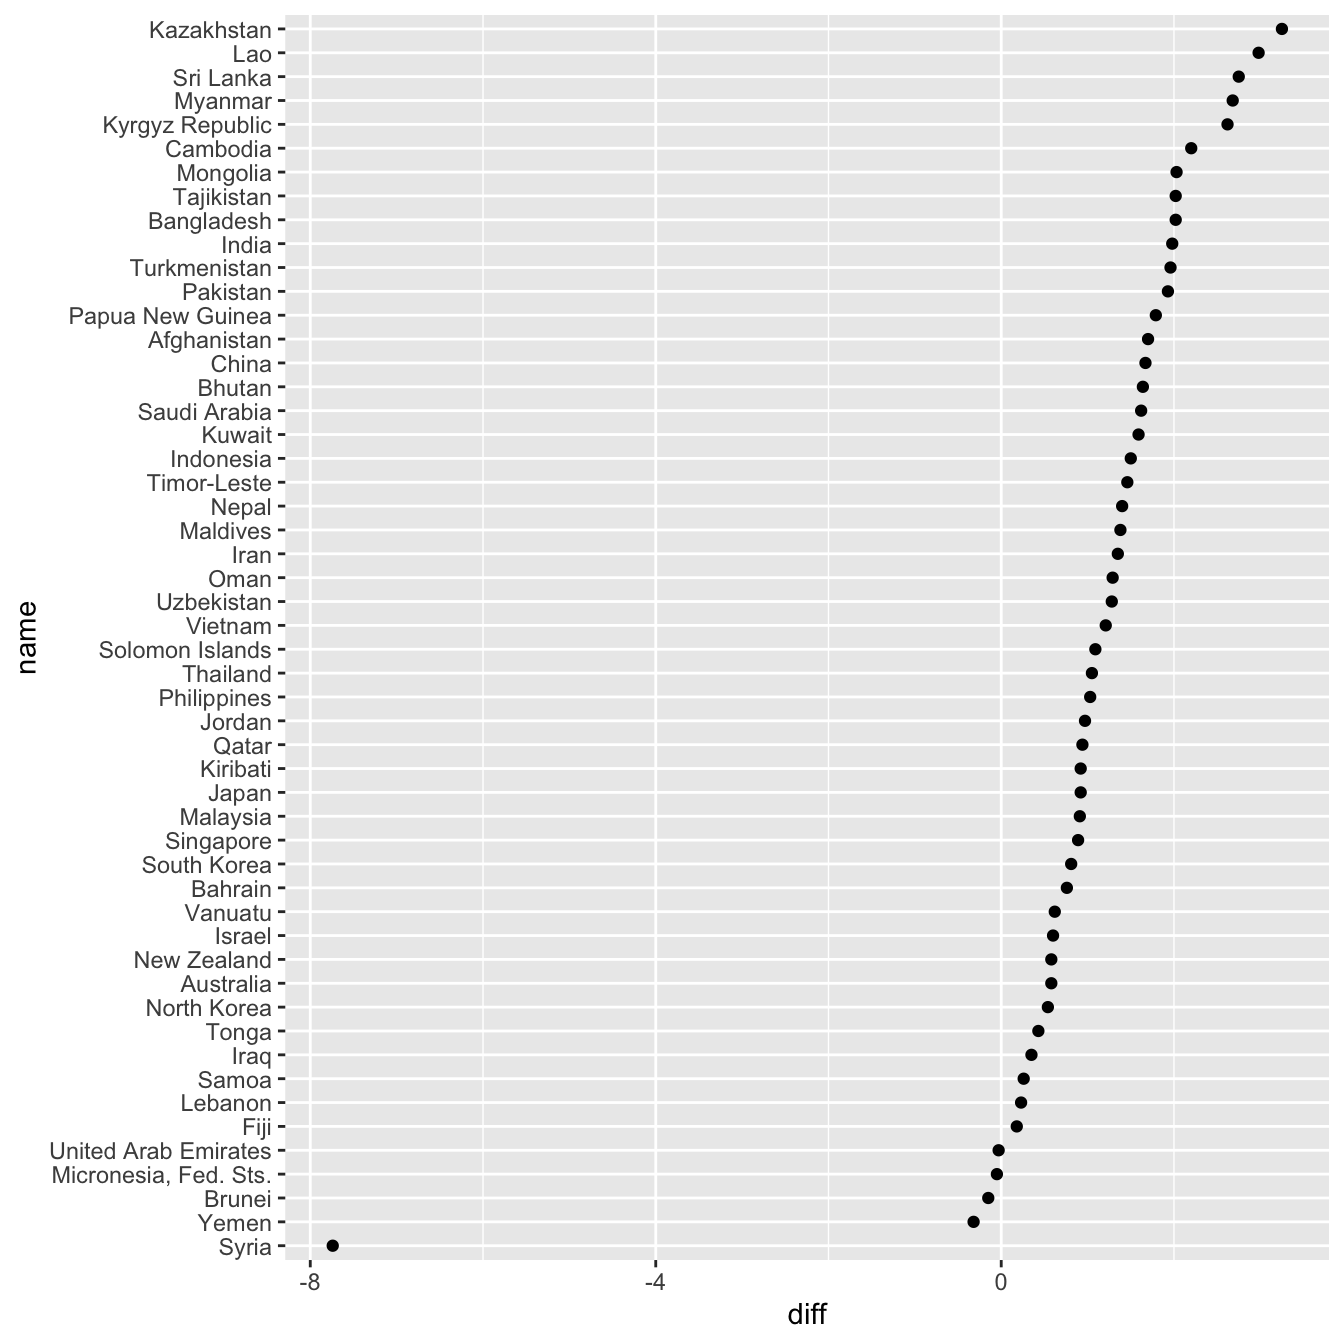 Kazakhstan
Lao
Sri Lanka
Myanmar
Kyrgyz Republic
Cambodia
Mongolia
Tajikistan
Bangladesh
India
Turkmenistan
Pakistan
Papua New Guinea
Afghanistan
China
Bhutan
Saudi Arabia
Kuwait
Indonesia
Timor-Leste
Nepal
Maldives
Iran
Oman
Uzbekistan
Vietnam
Solomon Islands
Thailand
Philippines
Jordan
Qatar
Kiribati
Japan
Malaysia
Singapore
South Korea
Bahrain
Vanuatu
Israel
New Zealand
Australia
North Korea
Tonga
Iraq
Samoa
Lebanon
Fiji
United Arab Emirates
Micronesia, Fed. Sts.
Brunei
Yemen
Syria
name
-8 -4 0
diff